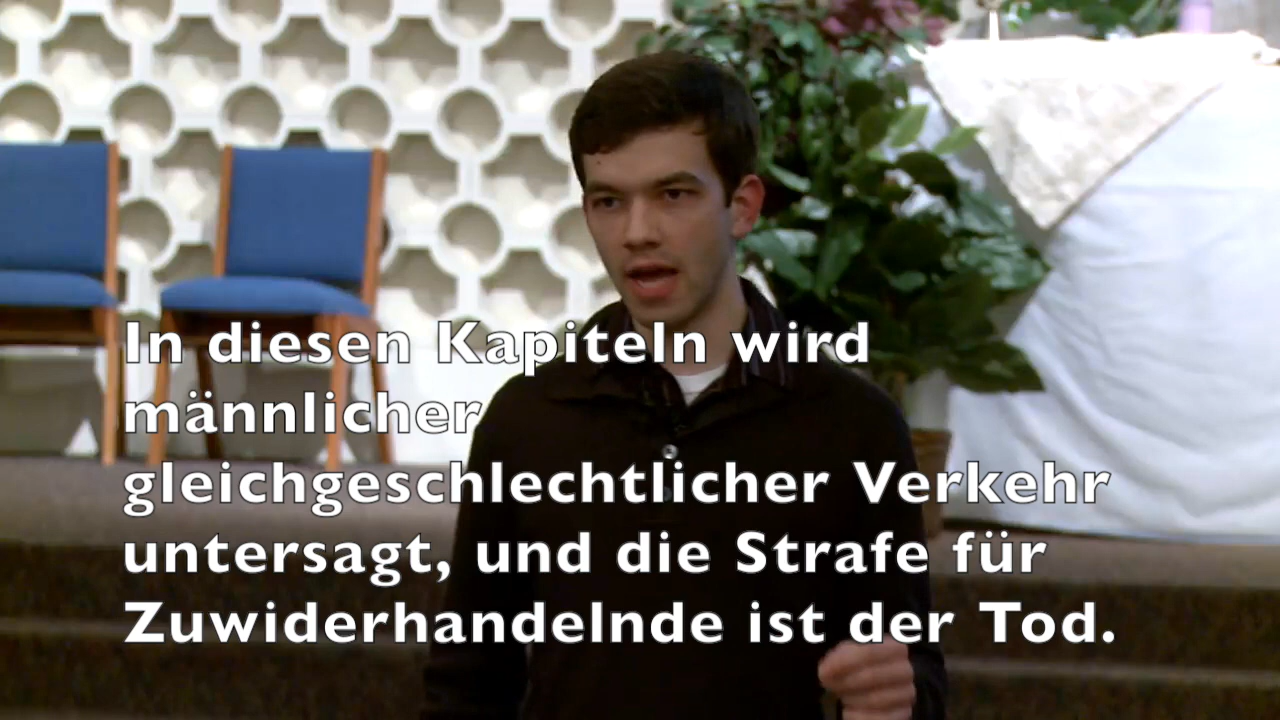 In diesen Kapiteln wird
männlicher
gleichgeschlechtlicher Verkehr
untersagt, und die Strafe für
Zuwiderhandelnde ist der Tod.